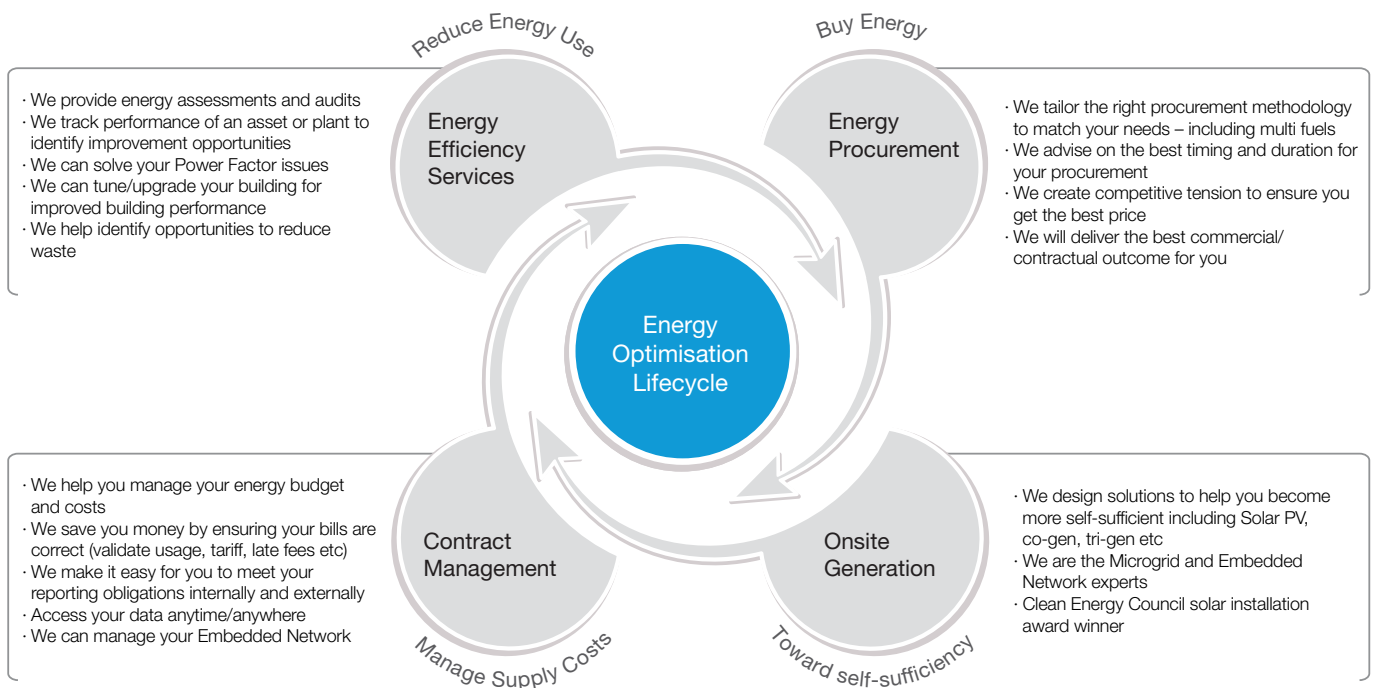 Reduce Energy Use
Energy
Efficiency
Services
· We provide energy assessments and audits
· We track performance of an asset or plant to
identify improvement opportunities
· We can solve your Power Factor issues
· We can tune/upgrade your building for
improved building performance
· We help identify opportunities to reduce
waste
Buy Energy
Energy
Procurement
· We tailor the right procurement methodology
to match your needs – including multi fuels
· We advise on the best timing and duration for
your procurement
· We create competitive tension to ensure you
get the best price
· We will deliver the best commercial/
contractual outcome for you
Energy
Optimisation
Lifecycle
· We help you manage your energy budget
and costs
· We save you money by ensuring your bills are
correct (validate usage, tariff, late fees etc)
· We make it easy for you to meet your
reporting obligations internally and externally
· Access your data anytime/anywhere
· We can manage your Embedded Network
Contract
Management
Manage Supply Costs
Onsite
Generation
Toward self-sufficiency
· We design solutions to help you become
more self-sufficient including Solar PV,
co-gen, tri-gen etc
· We are the Microgrid and Embedded
Network experts
· Clean Energy Council solar installation
award winner